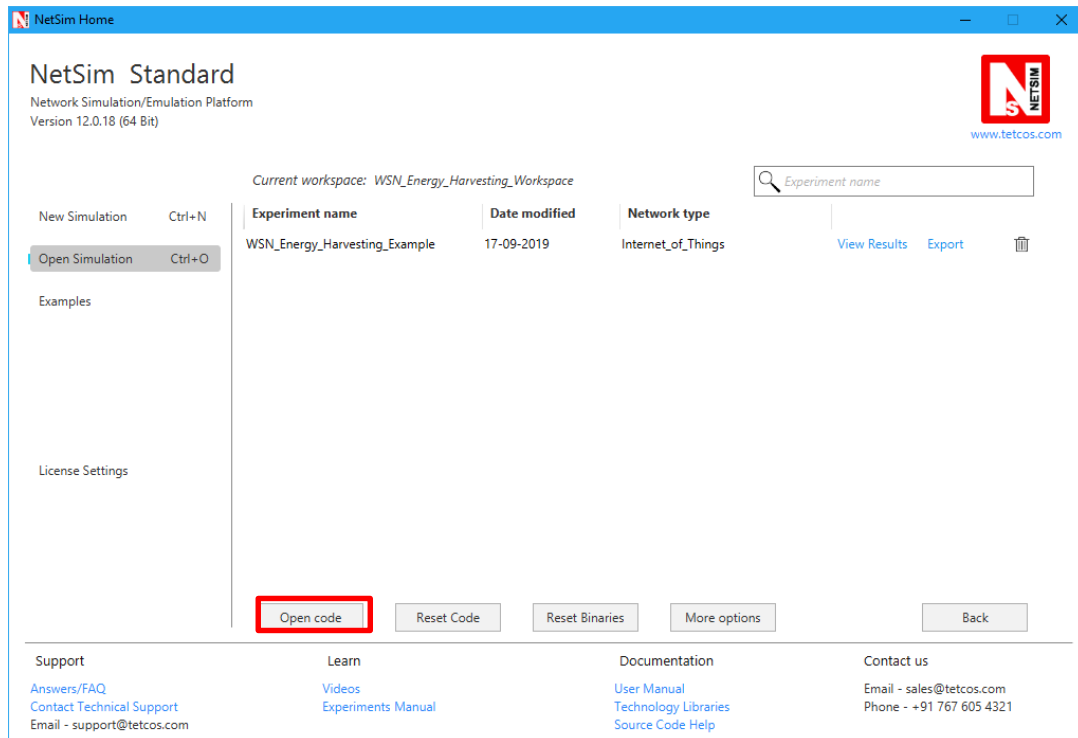 NetSim Home
NetSim Standard
Network Simulation/Emulation Platform
Version 12.0.18 (64 Bit)
NS NETSIM
www.tetcos.com
Current workspace: WSN_Energy_Harvesting_Workspace
Experiment name
New Simulation Ctrl+N
Open Simulation Ctrl+O
Examples
License Settings
Experiment name Date modified Network type
WSN_Energy_Harvesting_Example 17-09-2019 Internet_of_Things View Results Export
Open code Reset Code Reset Binaries More options Back
Support
Answers/FAQ
Contact Technical Support
Email - support@tetcos.com
Learn
Videos
Experiments Manual
Documentation
User Manual
Technology Libraries
Source Code Help
Contact us
Email - sales@tetcos.com
Phone - +91 767 605 4321